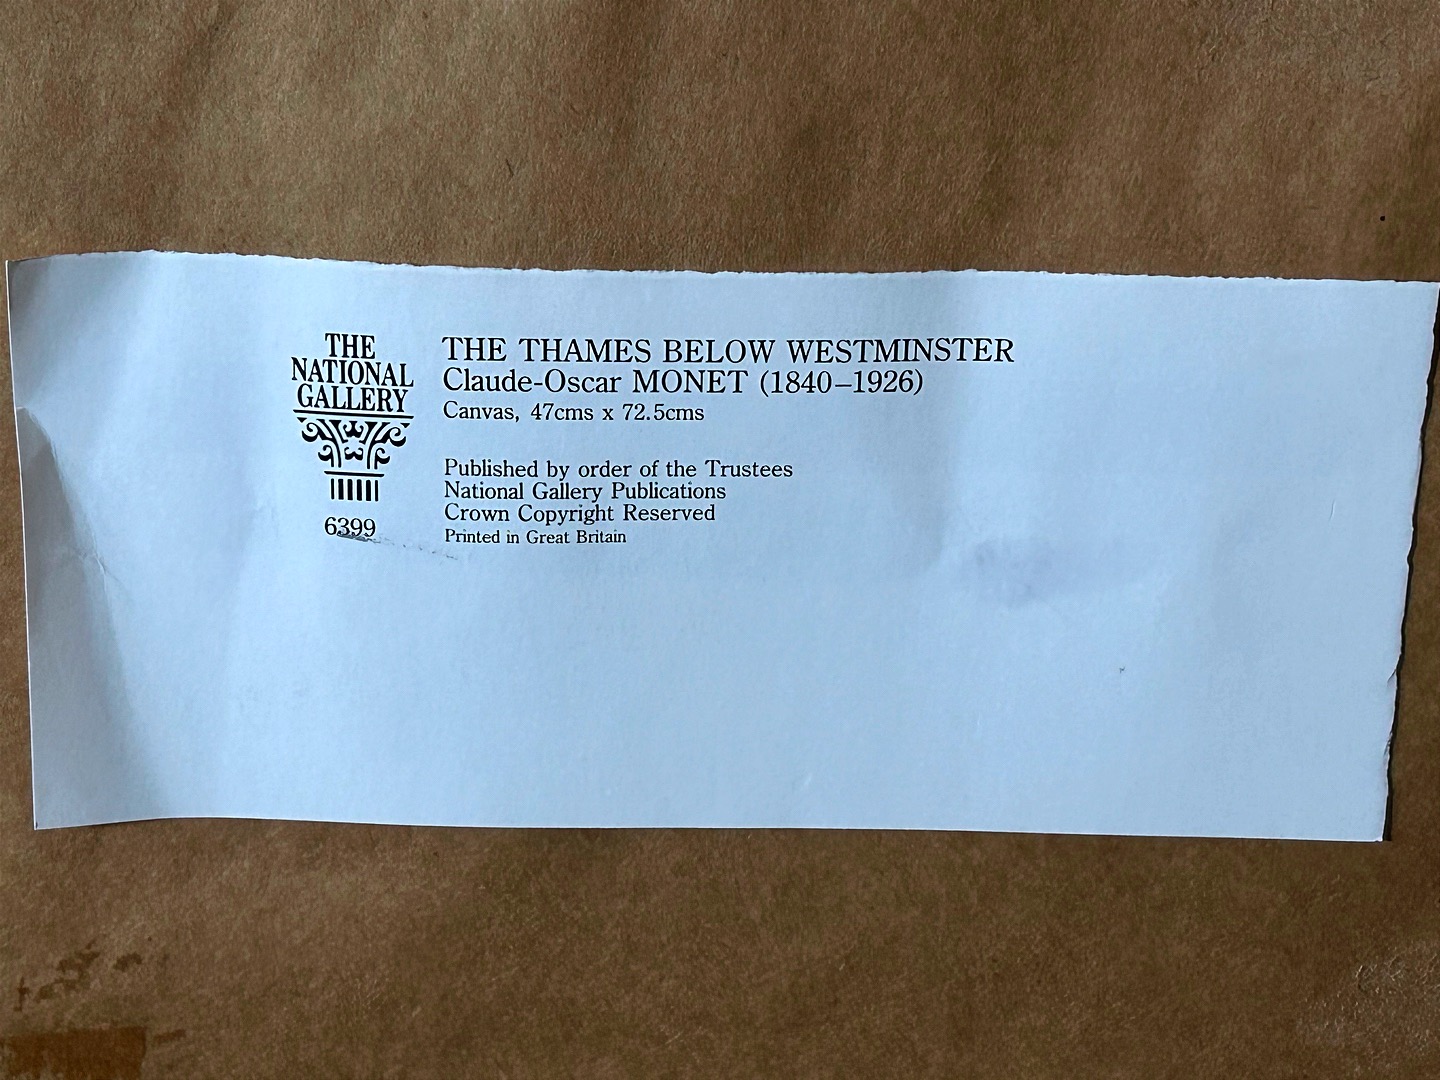 THE
NATIONAL
GALLERY
6399
THE THAMES BELOW WESTMINSTER
Claude-Oscar MONET (1840–1926)
Canvas, 47cms x 72.5cms
Published by order of the Trustees
National Gallery Publications
Crown Copyright Reserved
Printed in Great Britain